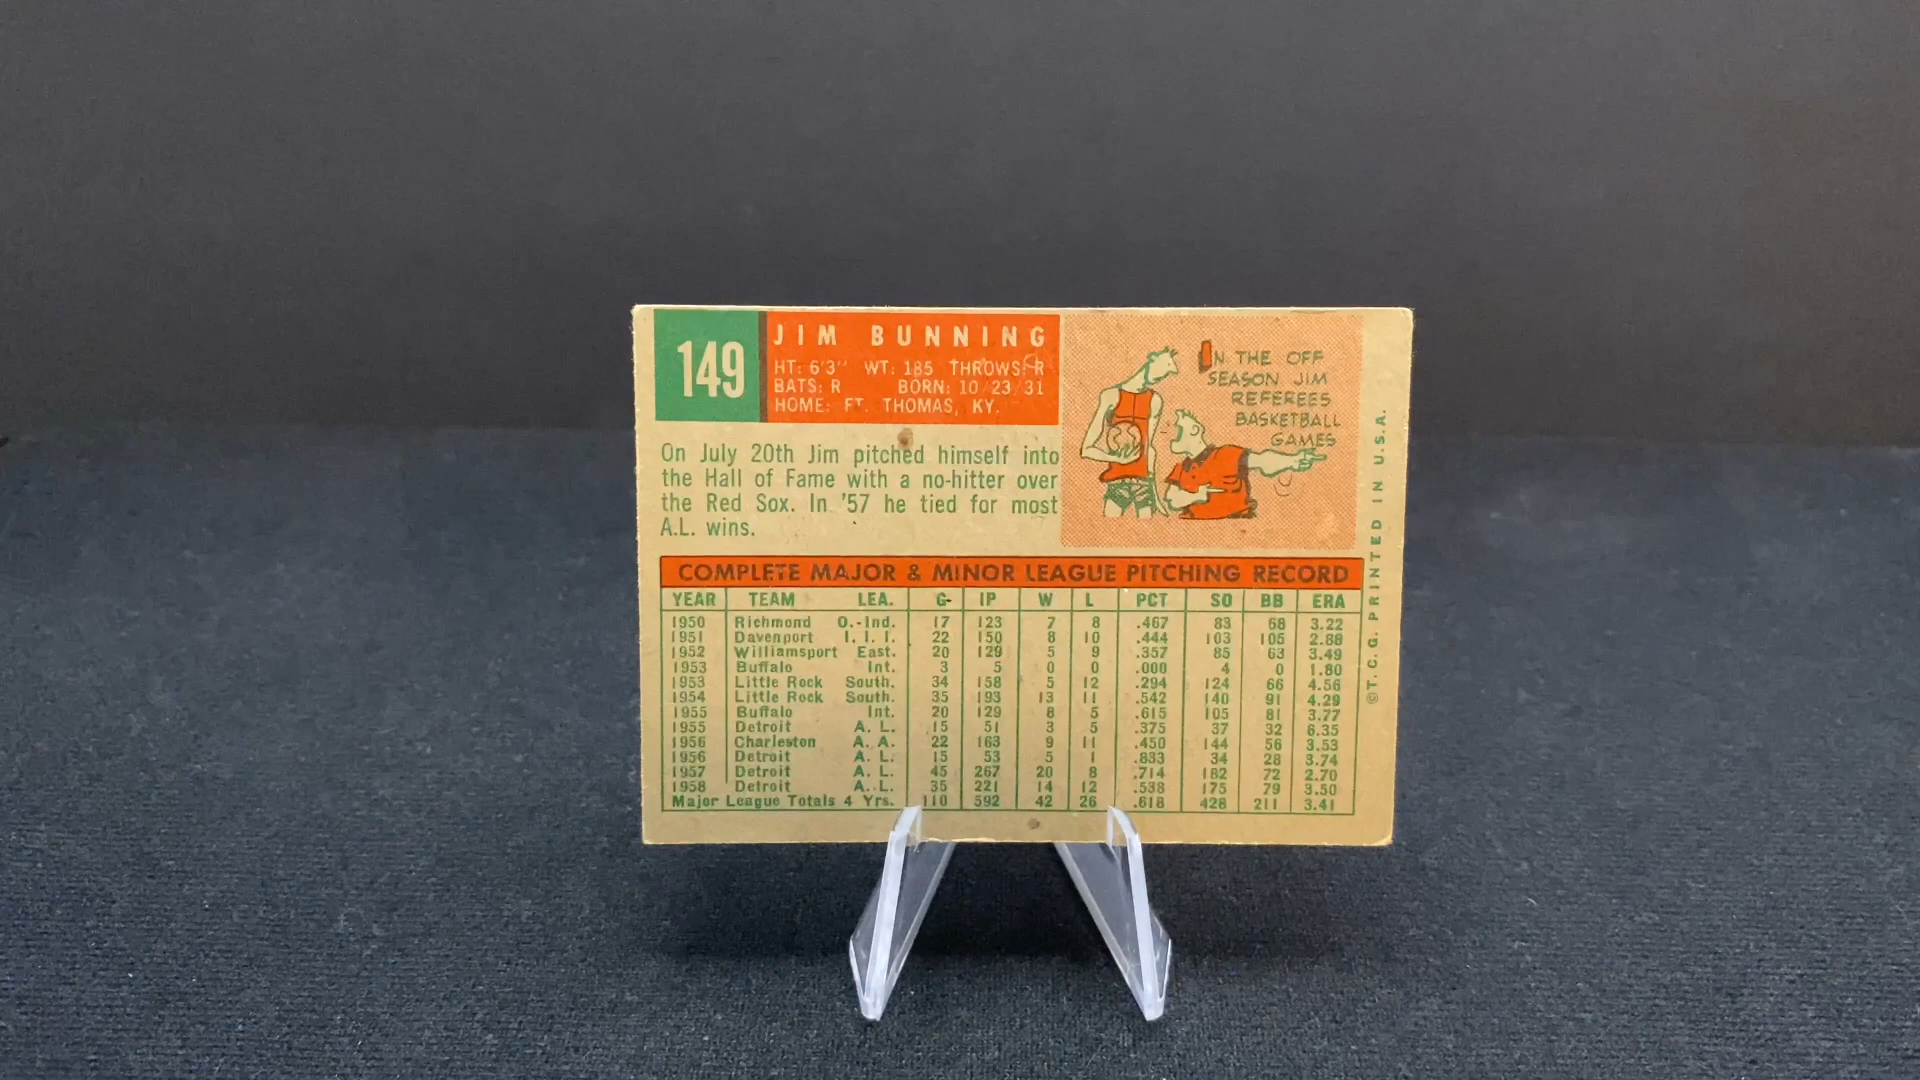 149
JIM BUNNING
HT: 6'3" WT: 185 THROWS: R
BATS: R BORN: 10/23/31
HOME: FT. THOMAS, KY.
IN THE OFF
SEASON JIM
REFEREES
BASKETBALL
GAMES
On July 20th Jim pitched himself into
the Hall of Fame with a no-hitter over
the Red Sox. In '57 he tied for most
A.L. wins.
COMPLETE MAJOR & MINOR LEAGUE PITCHING RECORD
YEAR TEAM LEA. G IP W L PCT SO BB ERA
1950 Richmond O.-Ind. 17 123 7 8 .467 83 68 3.22
1951 Davenport I. I. I. 22 150 8 10 .444 103 105 2.88
1952 Williamsport East. 20 129 5 9 .357 85 63 3.49
1953 Buffalo Int. 3 5 0 0 .000 4 0 1.80
1953 Little Rock South. 34 158 5 12 .294 124 66 4.56
1954 Little Rock South. 35 193 13 11 .542 140 91 4.29
1955 Buffalo Int. 20 129 8 5 .615 105 81 3.77
1955 Detroit A. L. 15 51 3 5 .375 37 32 6.35
1956 Charleston A. A. 22 163 9 11 .450 144 56 3.53
1956 Detroit A. L. 15 53 5 1 .833 34 28 3.74
1957 Detroit A. L. 45 267 20 8 .714 182 72 2.70
1958 Detroit A. L. 35 221 14 12 .538 175 79 3.50
Major League Totals 4 Yrs. 110 592 42 26 .618 428 211 3.41
©T.C.G. PRINTED IN U.S.A.